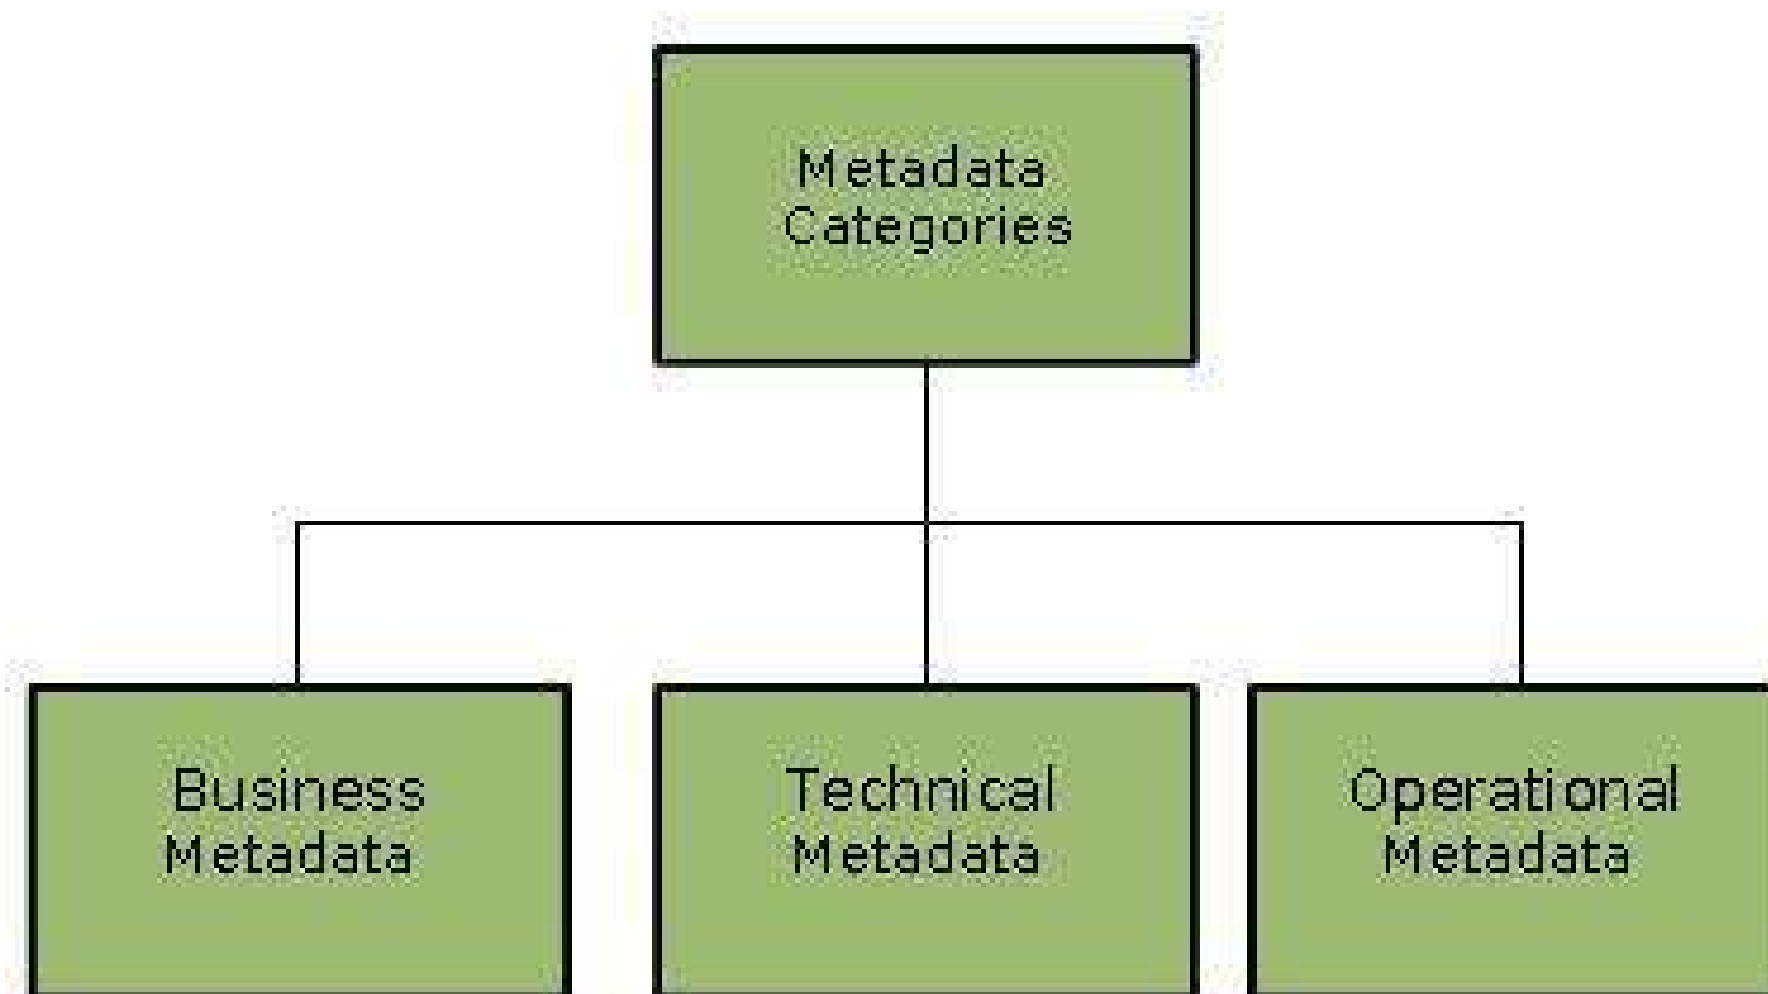 Metadata
Categories
Business
Metadata
Technical
Metadata
Operational
Metadata